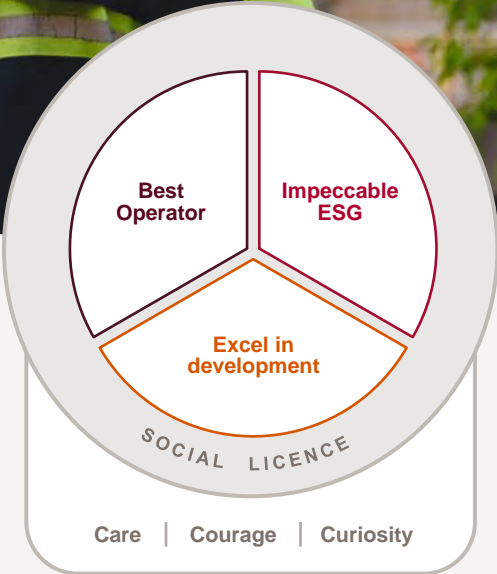 Best
Operator
Impeccable
ESG
Excel in
development
SOCIAL LICENCE
Care | Courage | Curiosity